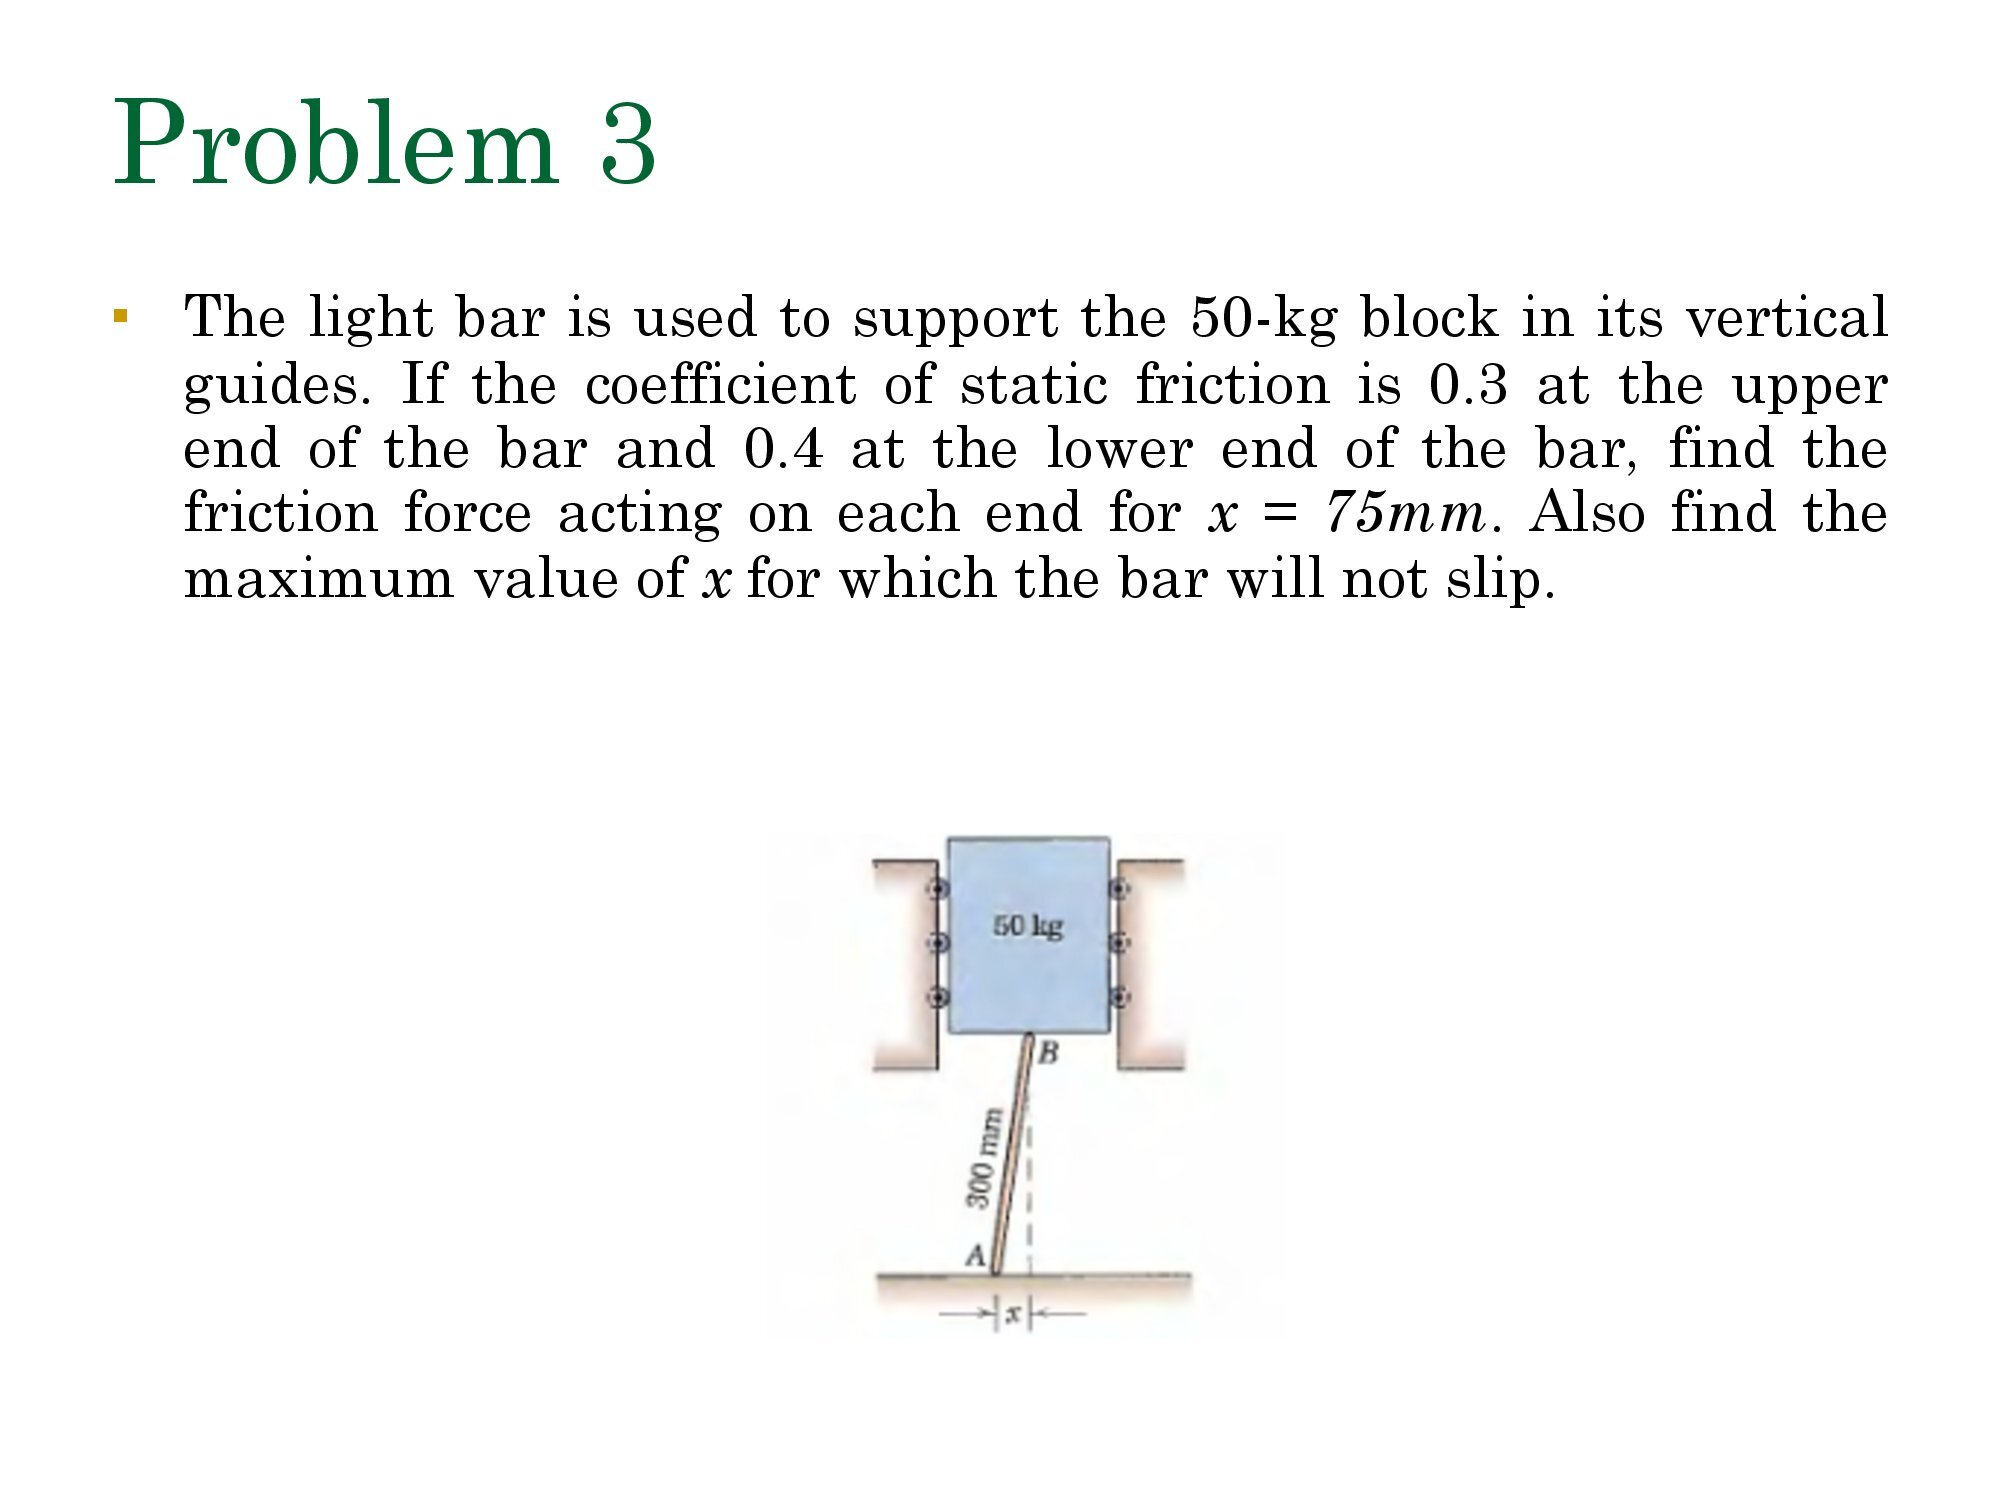 Problem 3
▪ The light bar is used to support the 50-kg block in its vertical
guides. If the coefficient of static friction is 0.3 at the upper
end of the bar and 0.4 at the lower end of the bar, find the
friction force acting on each end for x = 75mm. Also find the
maximum value of x for which the bar will not slip.
50 kg
B
300 mm
A
x